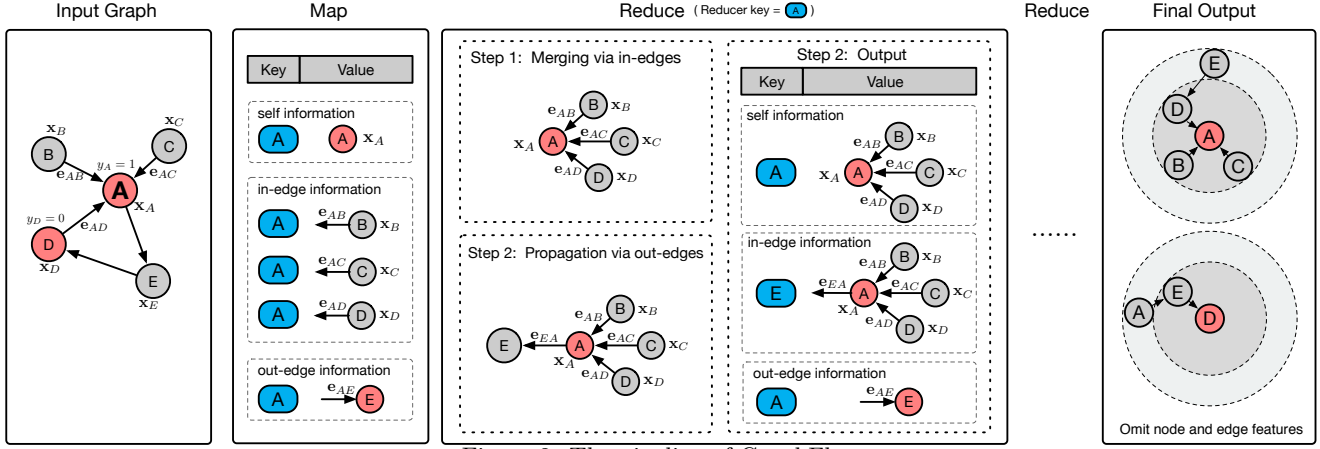 Input Graph
x_B
B
x_C
C
y_A = 1
e_AB
e_AC
A
x_A
y_D = 0
e_AD
D
x_D
E
x_E
Map
Key Value
self information
A A x_A
in-edge information
e_AB
A B x_B
e_AC
A C x_C
e_AD
A D x_D
out-edge information
e_AE
A E
Reduce ( Reducer key = A )
Step 1: Merging via in-edges
B x_B
e_AB
x_A A e_AC C x_C
e_AD
D x_D
Step 2: Propagation via out-edges
B x_B
e_AB
E e_EA A e_AC C x_C
x_A
e_AD
D x_D
Step 2: Output
Key Value
self information
B x_B
e_AB
A x_A A e_AC C x_C
e_AD
D x_D
in-edge information
B x_B
e_AB
E e_EA A e_AC C x_C
x_A
e_AD
D x_D
out-edge information
A e_AE E
Reduce
......
Final Output
E
D
A
B C
E
A
D
Omit node and edge features